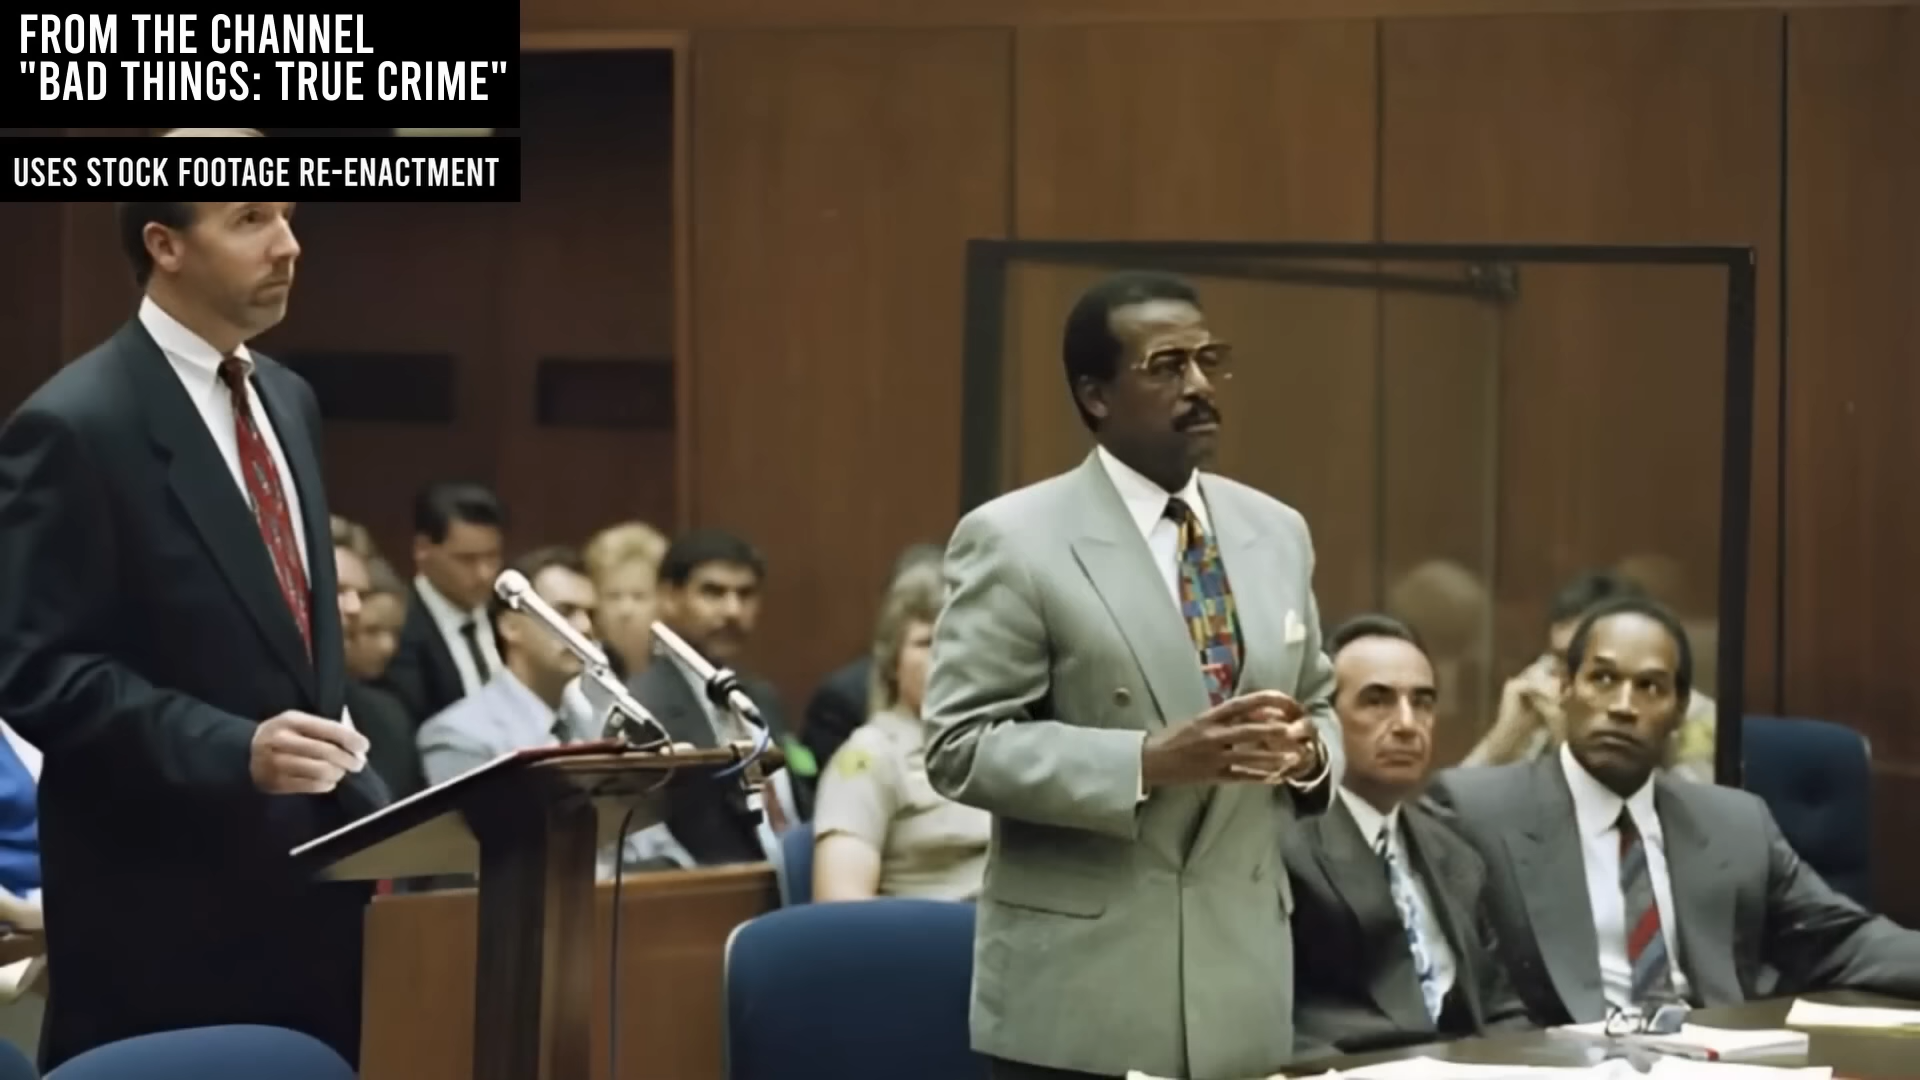 FROM THE CHANNEL
"BAD THINGS: TRUE CRIME"
USES STOCK FOOTAGE RE-ENACTMENT